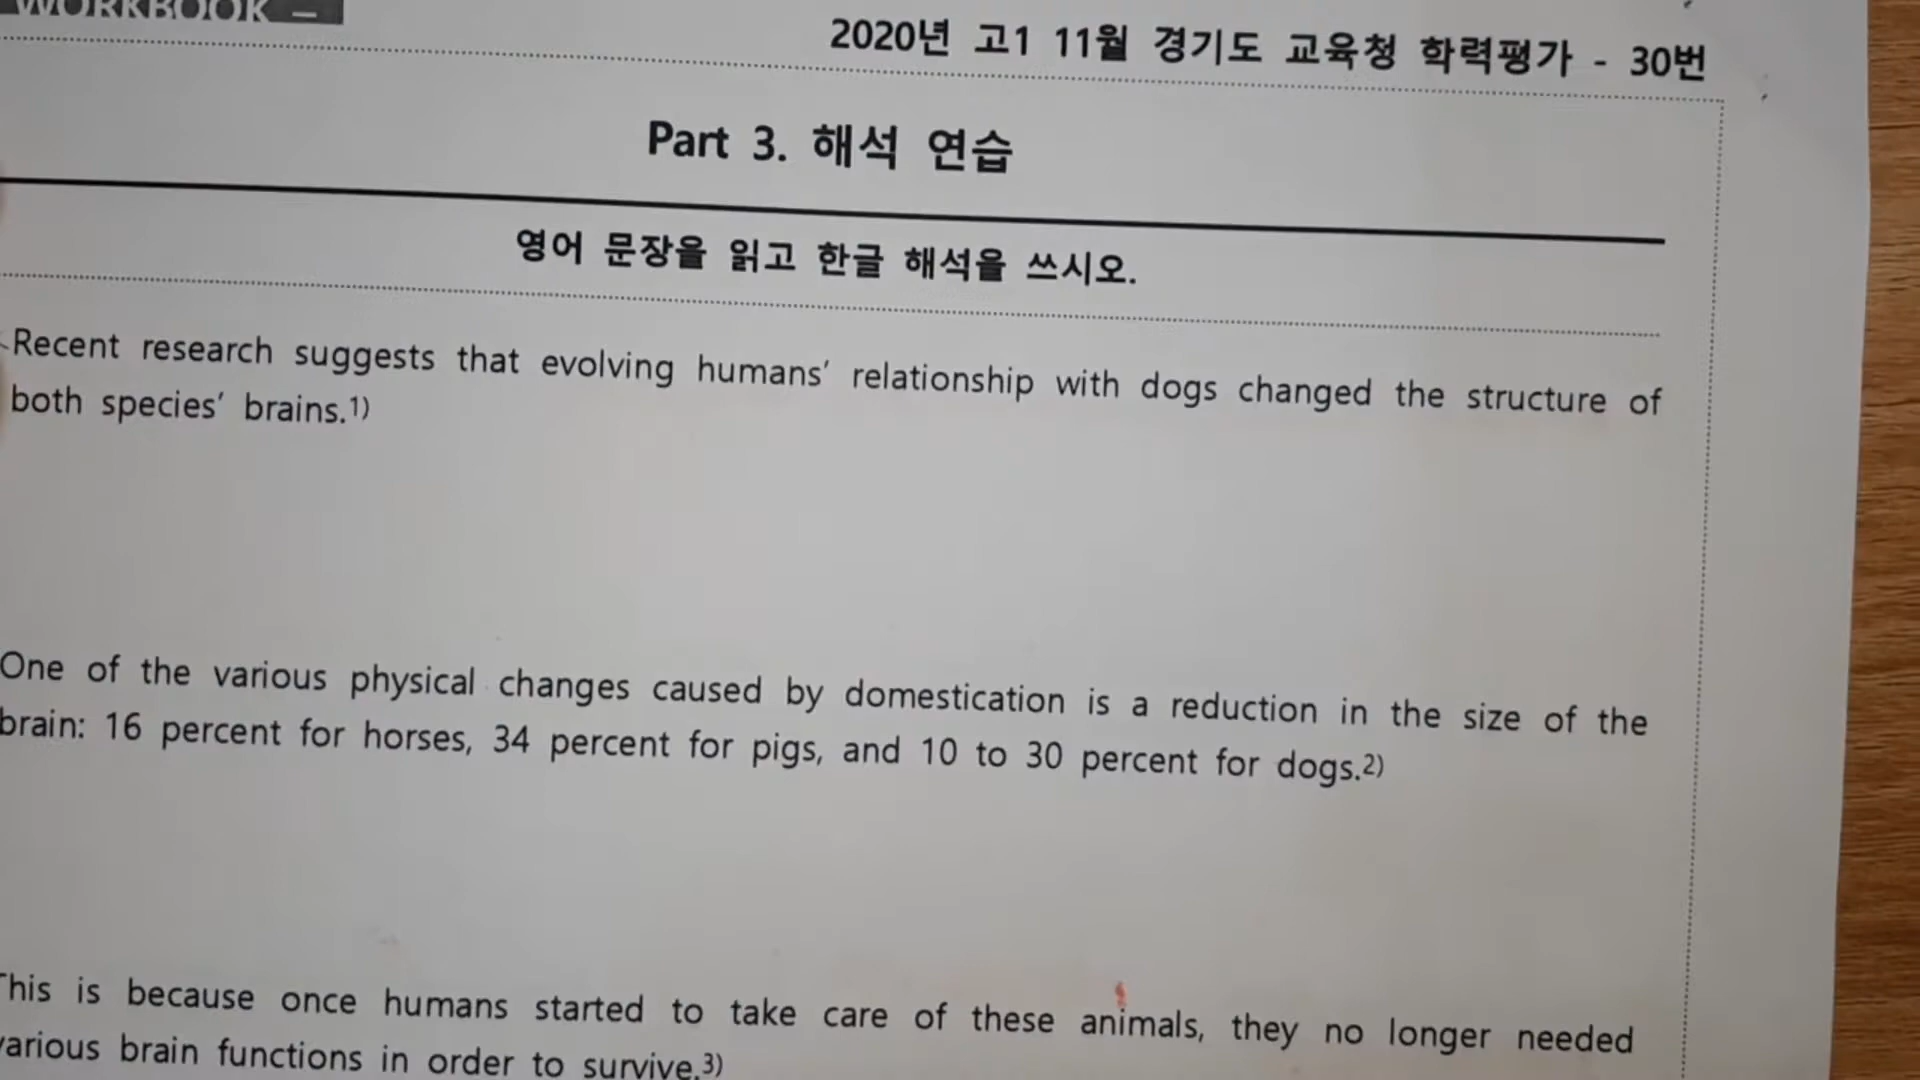 WORKBOOK –
2020년 고1 11월 경기도 교육청 학력평가 - 30번
Part 3. 해석 연습
영어 문장을 읽고 한글 해석을 쓰시오.
Recent research suggests that evolving humans’ relationship with dogs changed the structure of
both species’ brains.1)
One of the various physical changes caused by domestication is a reduction in the size of the
brain: 16 percent for horses, 34 percent for pigs, and 10 to 30 percent for dogs.2)
This is because once humans started to take care of these animals, they no longer needed
various brain functions in order to survive.3)